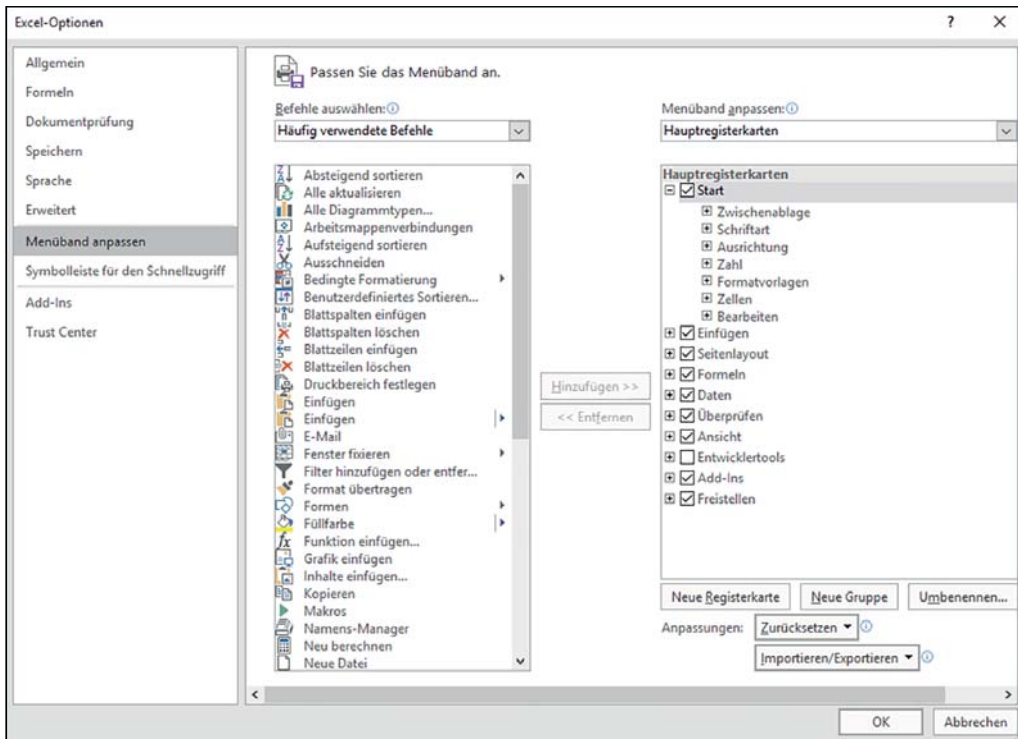 Excel-Optionen
?
Allgemein
Formeln
Dokumentprüfung
Speichern
Sprache
Erweitert
Menüband anpassen
Symbolleiste für den Schnellzugriff
Add-Ins
Trust Center
Passen Sie das Menüband an.
Befehle auswählen:
Häufig verwendete Befehle
Absteigend sortieren
Alle aktualisieren
Alle Diagrammtypen...
Arbeitsmappenverbindungen
Aufsteigend sortieren
Ausschneiden
Bedingte Formatierung
Benutzerdefiniertes Sortieren...
Blattspalten einfügen
Blattspalten löschen
Blattzeilen einfügen
Blattzeilen löschen
Druckbereich festlegen
Einfügen
Einfügen
E-Mail
Fenster fixieren
Filter hinzufügen oder entfer...
Format übertragen
Formen
Füllfarbe
Funktion einfügen...
Grafik einfügen
Inhalte einfügen...
Kopieren
Makros
Namens-Manager
Neu berechnen
Neue Datei
Hinzufügen >>
<< Entfernen
Menüband anpassen:
Hauptregisterkarten
Hauptregisterkarten
Start
Zwischenablage
Schriftart
Ausrichtung
Zahl
Formatvorlagen
Zellen
Bearbeiten
Einfügen
Seitenlayout
Formeln
Daten
Überprüfen
Ansicht
Entwicklertools
Add-Ins
Freistellen
Neue Registerkarte
Neue Gruppe
Umbenennen...
Anpassungen:
Zurücksetzen
Importieren/Exportieren
OK
Abbrechen